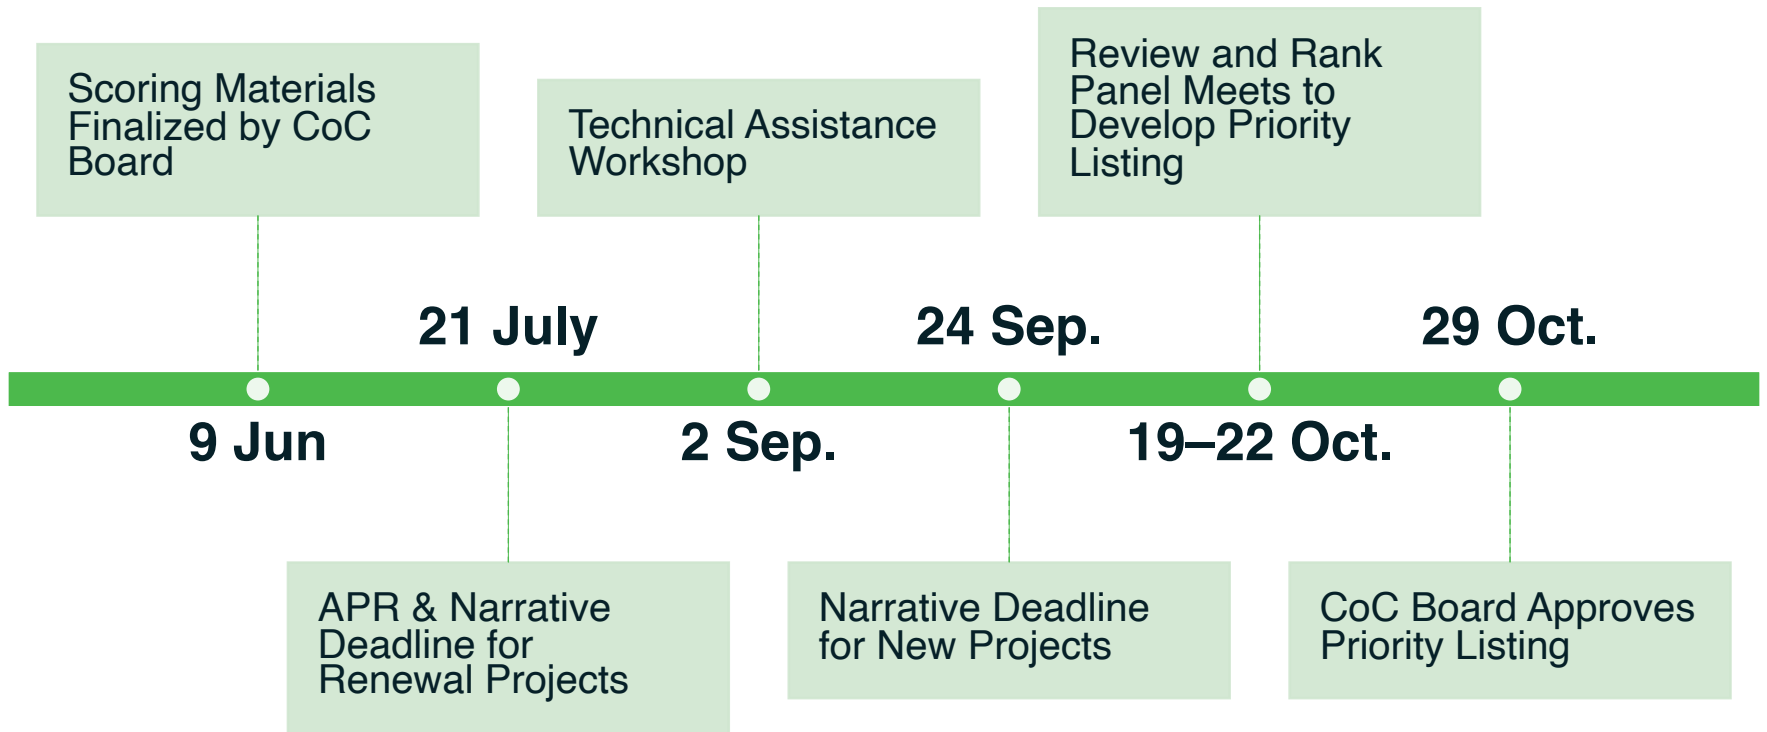 Scoring Materials
Finalized by CoC
Board
Technical Assistance
Workshop
Review and Rank
Panel Meets to
Develop Priority
Listing
21 July
24 Sep.
29 Oct.
9 Jun
2 Sep.
19–22 Oct.
APR & Narrative
Deadline for
Renewal Projects
Narrative Deadline
for New Projects
CoC Board Approves
Priority Listing